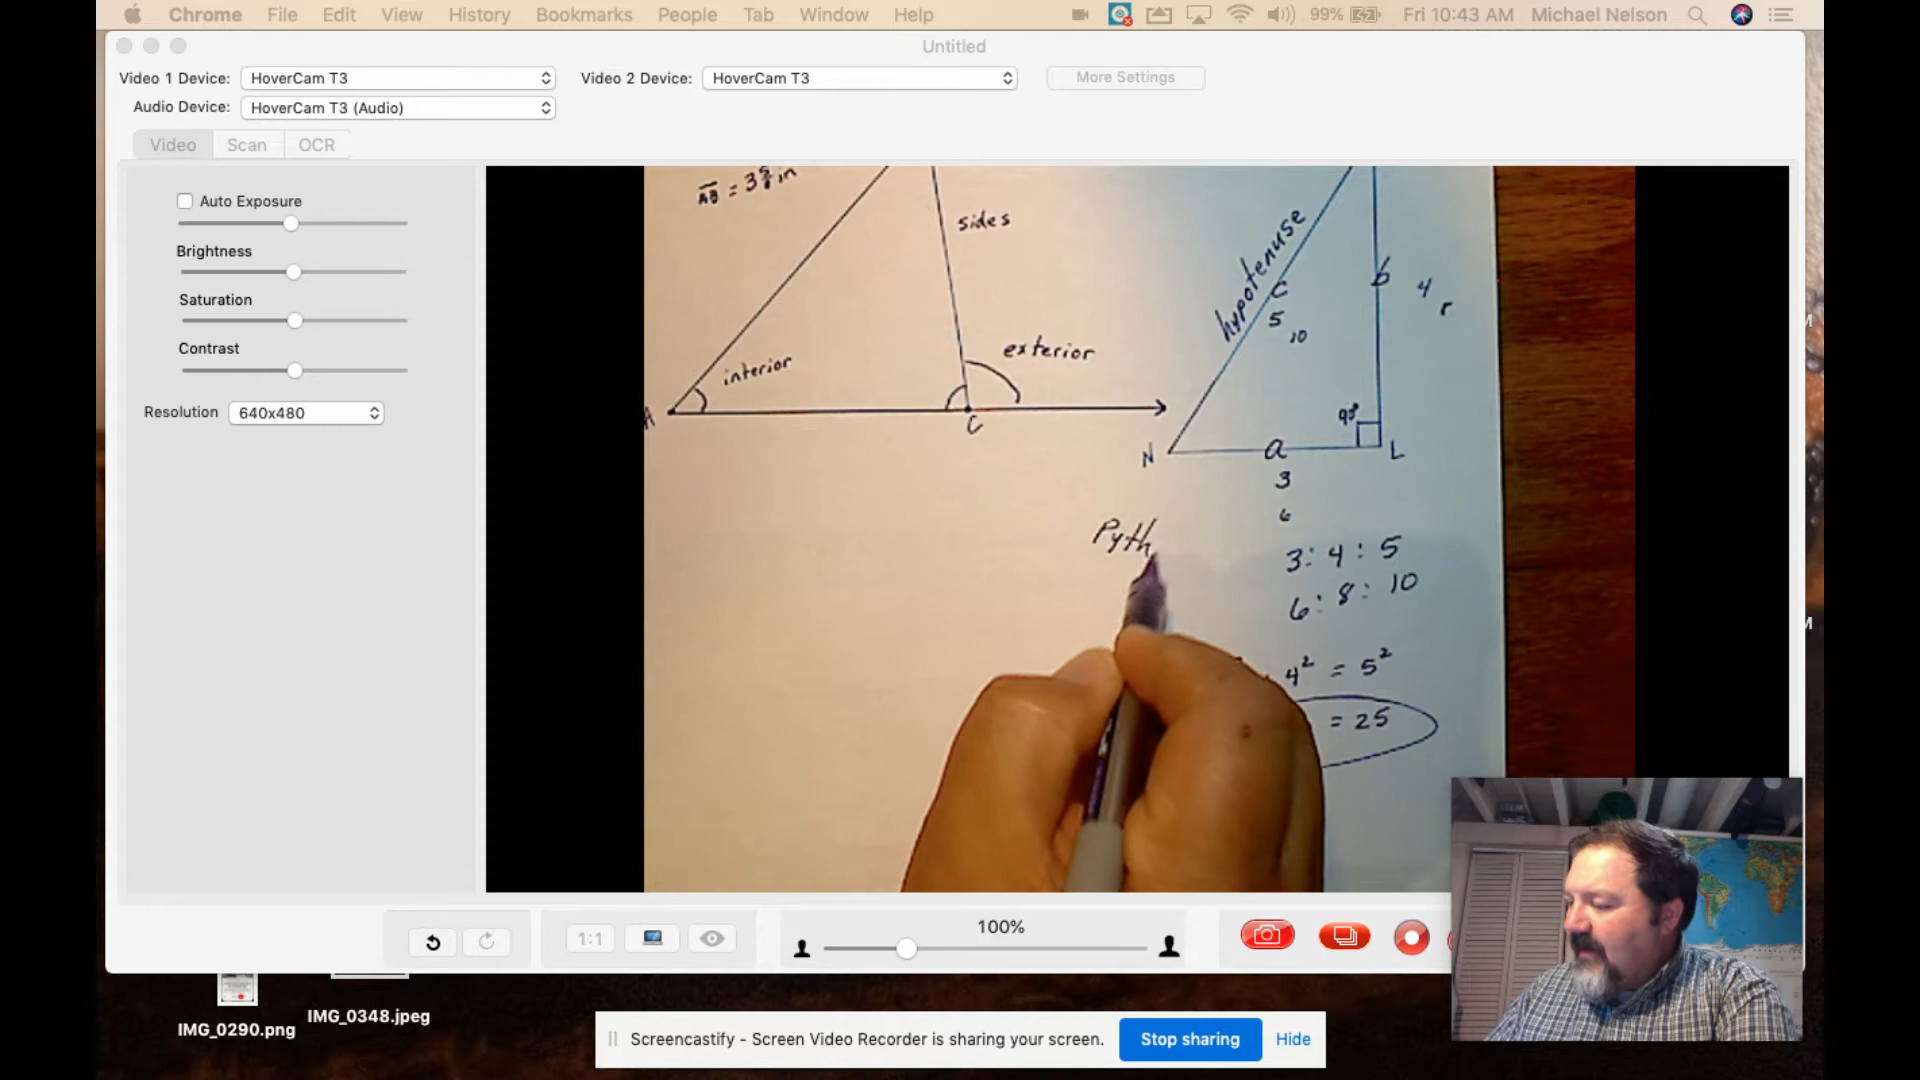 Chrome File Edit View History Bookmarks People Tab Window Help 99% Fri 10:43 AM Michael Nelson
Untitled
Video 1 Device: HoverCam T3 Video 2 Device: HoverCam T3 More Settings
Audio Device: HoverCam T3 (Audio)
Video Scan OCR
Auto Exposure
Brightness
Saturation
Contrast
Resolution 640x480
AB = 3 5/8 in
sides
interior
exterior
A
C
hypotenuse
c
5
10
b
4
r
90°
N
a
L
3
6
Pyth
3 : 4 : 5
6 : 8 : 10
4² = 5²
= 25
1:1
100%
IMG_0290.png
IMG_0348.jpeg
M
M
Screencastify - Screen Video Recorder is sharing your screen. Stop sharing Hide